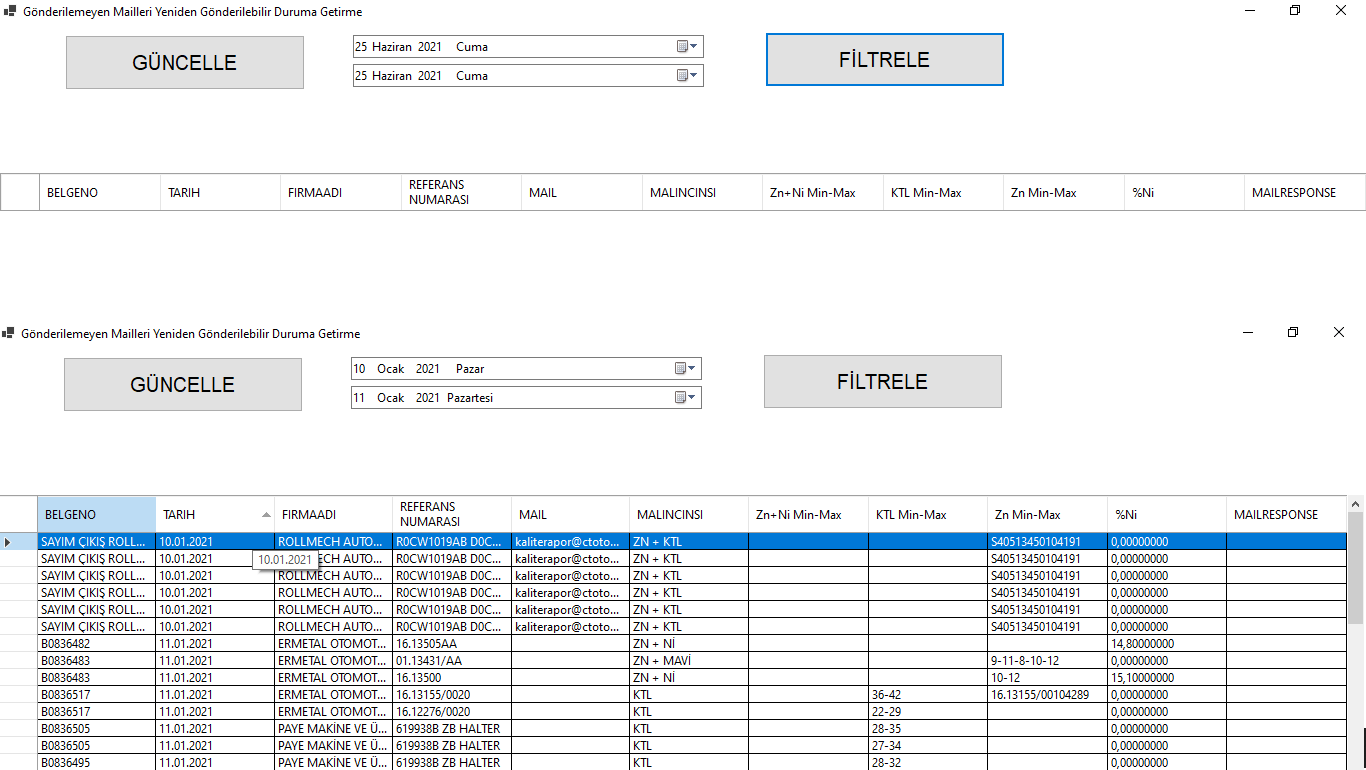 Gönderilemeyen Mailleri Yeniden Gönderilebilir Duruma Getirme
GÜNCELLE
25 Haziran 2021 Cuma
25 Haziran 2021 Cuma
FİLTRELE
BELGENO TARIH FIRMAADI REFERANS NUMARASI MAIL MALINCINSI Zn+Ni Min-Max KTL Min-Max Zn Min-Max %Ni MAILRESPONSE
Gönderilemeyen Mailleri Yeniden Gönderilebilir Duruma Getirme
GÜNCELLE
10 Ocak 2021 Pazar
11 Ocak 2021 Pazartesi
FİLTRELE
BELGENO TARIH FIRMAADI REFERANS NUMARASI MAIL MALINCINSI Zn+Ni Min-Max KTL Min-Max Zn Min-Max %Ni MAILRESPONSE
SAYIM ÇIKIŞ ROLL... 10.01.2021 ROLLMECH AUTO... R0CW1019AB D0C... kaliterapor@ctoto... ZN + KTL S40513450104191 0,00000000
SAYIM ÇIKIŞ ROLL... 10.01.2021 10.01.2021 ECH AUTO... R0CW1019AB D0C... kaliterapor@ctoto... ZN + KTL S40513450104191 0,00000000
SAYIM ÇIKIŞ ROLL... 10.01.2021 ROLLMECH AUTO... R0CW1019AB D0C... kaliterapor@ctoto... ZN + KTL S40513450104191 0,00000000
SAYIM ÇIKIŞ ROLL... 10.01.2021 ROLLMECH AUTO... R0CW1019AB D0C... kaliterapor@ctoto... ZN + KTL S40513450104191 0,00000000
SAYIM ÇIKIŞ ROLL... 10.01.2021 ROLLMECH AUTO... R0CW1019AB D0C... kaliterapor@ctoto... ZN + KTL S40513450104191 0,00000000
SAYIM ÇIKIŞ ROLL... 10.01.2021 ROLLMECH AUTO... R0CW1019AB D0C... kaliterapor@ctoto... ZN + KTL S40513450104191 0,00000000
B0836482 11.01.2021 ERMETAL OTOMOT... 16.13505AA ZN + Nİ 14,80000000
B0836483 11.01.2021 ERMETAL OTOMOT... 01.13431/AA ZN + MAVİ 9-11-8-10-12 0,00000000
B0836483 11.01.2021 ERMETAL OTOMOT... 16.13500 ZN + Nİ 10-12 15,10000000
B0836517 11.01.2021 ERMETAL OTOMOT... 16.13155/0020 KTL 36-42 16.13155/00104289 0,00000000
B0836517 11.01.2021 ERMETAL OTOMOT... 16.12276/0020 KTL 22-29 0,00000000
B0836505 11.01.2021 PAYE MAKİNE VE Ü... 619938B ZB HALTER KTL 28-35 0,00000000
B0836505 11.01.2021 PAYE MAKİNE VE Ü... 619938B ZB HALTER KTL 27-34 0,00000000
B0836495 11.01.2021 PAYE MAKİNE VE Ü... 619938B ZB HALTER KTL 28-32 0,00000000